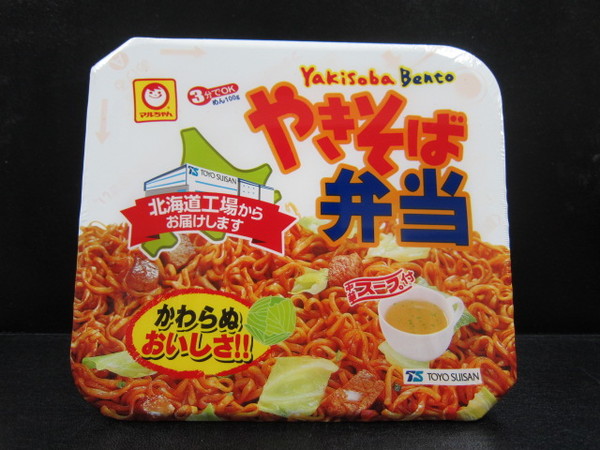 Yakisoba Bento
マルちゃん
3分でOK
めん100g
やきそば
弁当
TOYO SUISAN
北海道工場から
お届けします
中華スープ付
かわらぬ
おいしさ!!
TS TOYO SUISAN